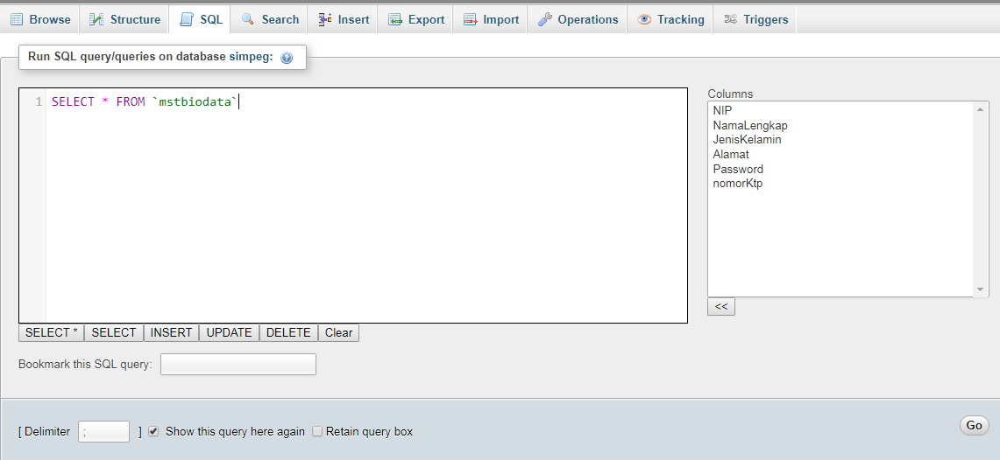 Browse Structure SQL Search Insert Export Import Operations Tracking Triggers
Run SQL query/queries on database simpeg:
1 SELECT * FROM `mstbiodata`
Columns
NIP
NamaLengkap
JenisKelamin
Alamat
Password
nomorKtp
<<
SELECT * SELECT INSERT UPDATE DELETE Clear
Bookmark this SQL query:
[ Delimiter ; ] Show this query here again Retain query box Go